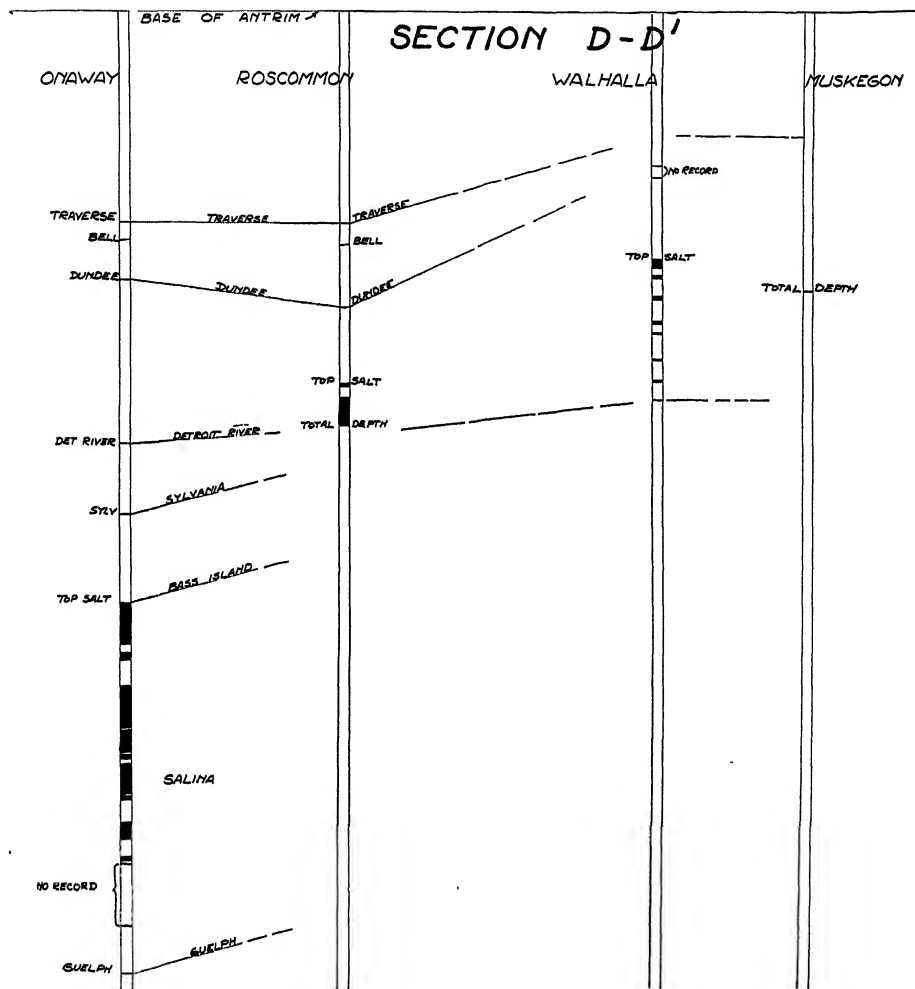 BASE OF ANTRIM
SECTION D-D'
ONAWAY
ROSCOMMON
WALHALLA
MUSKEGON
NO RECORD
TRAVERSE
TRAVERSE
TRAVERSE
BELL
BELL
TOP SALT
DUNDEE
DUNDEE
DUNDEE
TOTAL DEPTH
TOP SALT
TOTAL DEPTH
DET RIVER
DETROIT RIVER
SYLV
SYLVANIA
BASS ISLAND
TOP SALT
SALINA
NO RECORD
GUELPH
GUELPH